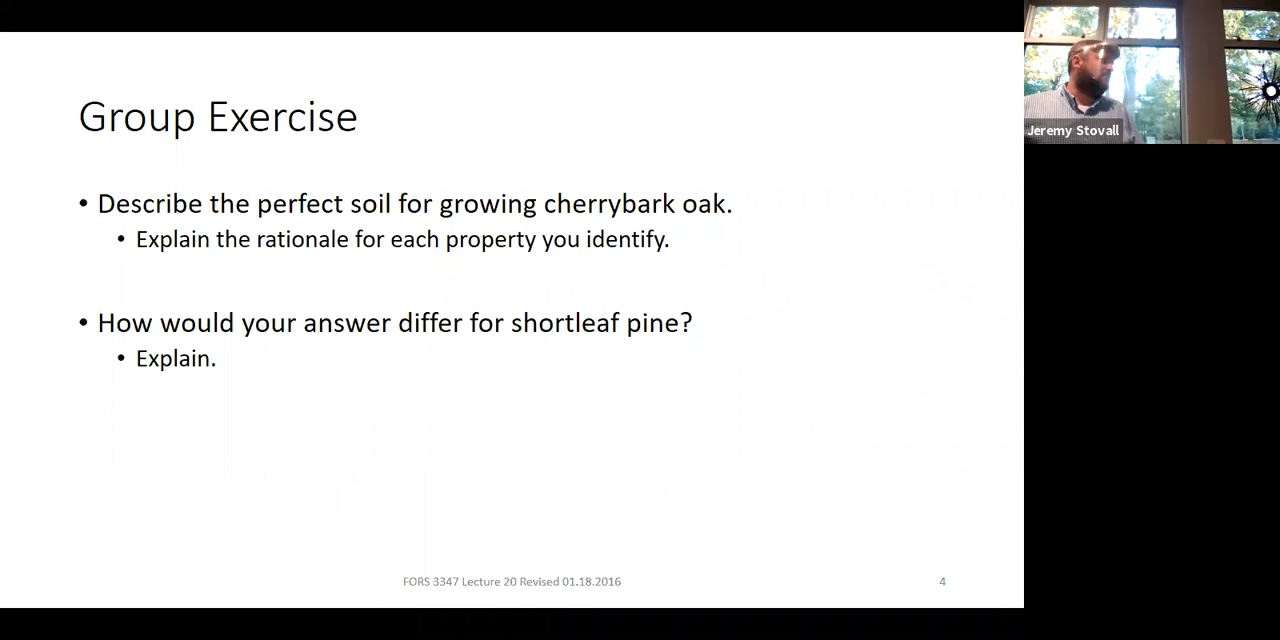 Group Exercise
• Describe the perfect soil for growing cherrybark oak.
• Explain the rationale for each property you identify.
• How would your answer differ for shortleaf pine?
• Explain.
FORS 3347 Lecture 20 Revised 01.18.2016
4
Jeremy Stovall